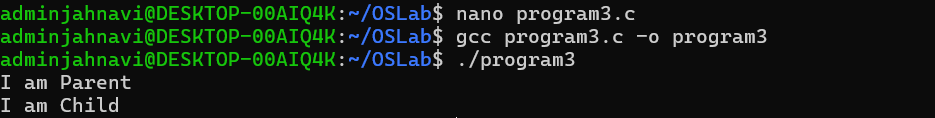 adminjahnavi@DESKTOP-00AIQ4K:~/OSLab$ nano program3.c
adminjahnavi@DESKTOP-00AIQ4K:~/OSLab$ gcc program3.c -o program3
adminjahnavi@DESKTOP-00AIQ4K:~/OSLab$ ./program3
I am Parent
I am Child